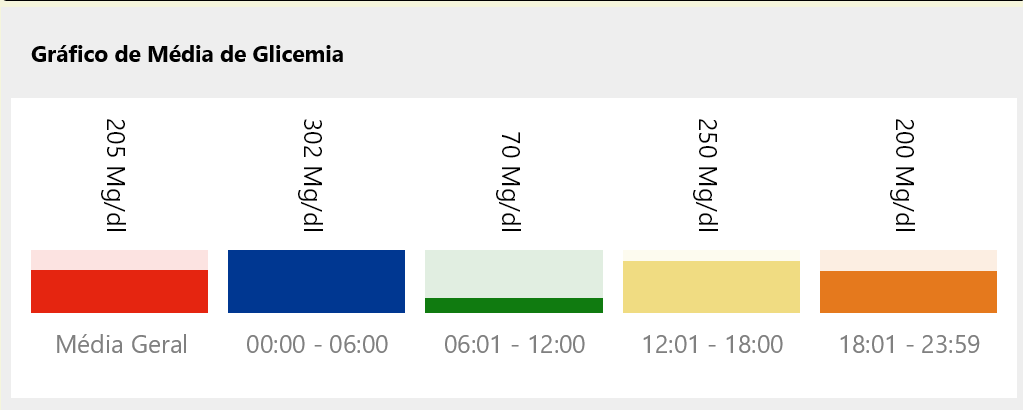 Gráfico de Média de Glicemia
205 Mg/dl
302 Mg/dl
70 Mg/dl
250 Mg/dl
200 Mg/dl
Média Geral
00:00 - 06:00
06:01 - 12:00
12:01 - 18:00
18:01 - 23:59